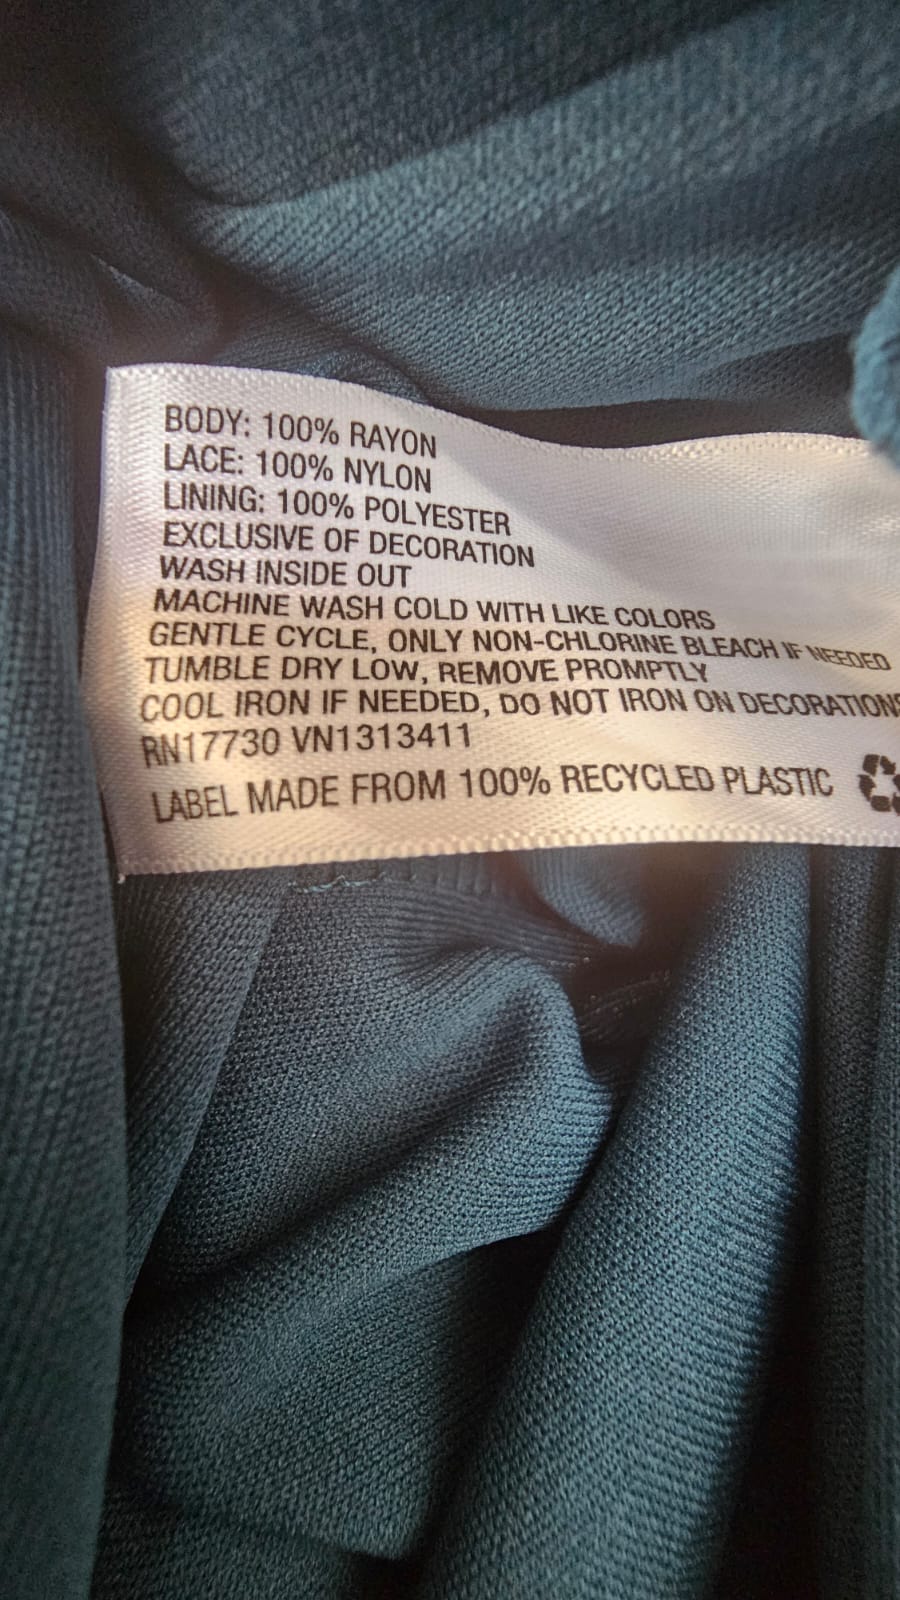 BODY: 100% RAYON
LACE: 100% NYLON
LINING: 100% POLYESTER
EXCLUSIVE OF DECORATION
WASH INSIDE OUT
MACHINE WASH COLD WITH LIKE COLORS
GENTLE CYCLE, ONLY NON-CHLORINE BLEACH IF NEEDED
TUMBLE DRY LOW, REMOVE PROMPTLY
COOL IRON IF NEEDED, DO NOT IRON ON DECORATIONS
RN17730 VN1313411
LABEL MADE FROM 100% RECYCLED PLASTIC